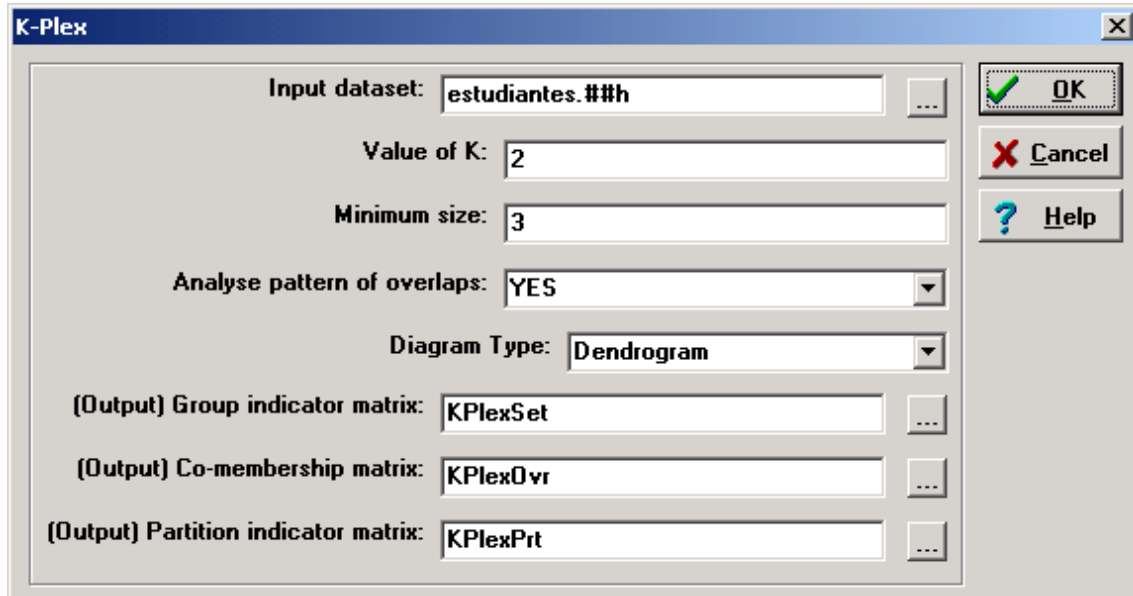 K-Plex
Input dataset: estudiantes.##h ...
OK
Value of K: 2
Cancel
Minimum size: 3
Help
Analyse pattern of overlaps: YES
Diagram Type: Dendrogram
(Output) Group indicator matrix: KPlexSet ...
(Output) Co-membership matrix: KPlexOvr ...
(Output) Partition indicator matrix: KPlexPrt ...